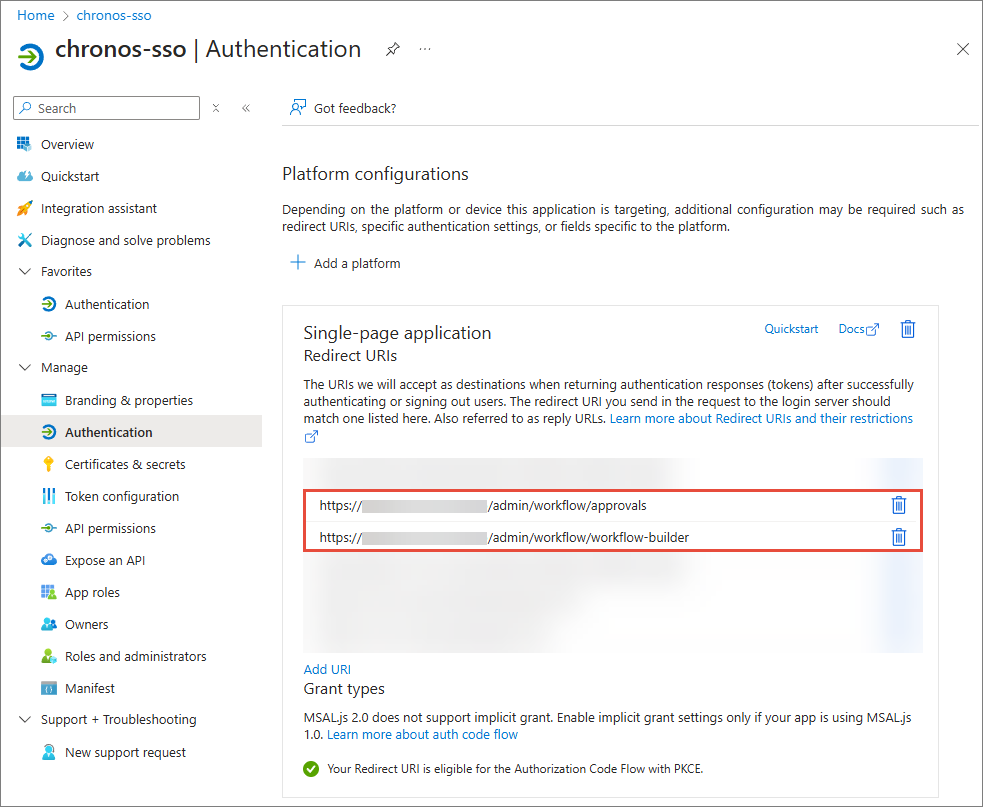 Home > chronos-sso
chronos-sso | Authentication
Search
Got feedback?
Overview
Quickstart
Integration assistant
Diagnose and solve problems
Favorites
Authentication
API permissions
Manage
Branding & properties
Authentication
Certificates & secrets
Token configuration
API permissions
Expose an API
App roles
Owners
Roles and administrators
Manifest
Support + Troubleshooting
New support request
Platform configurations
Depending on the platform or device this application is targeting, additional configuration may be required such as
redirect URIs, specific authentication settings, or fields specific to the platform.
Add a platform
Single-page application
Quickstart
Docs
Redirect URIs
The URIs we will accept as destinations when returning authentication responses (tokens) after successfully
authenticating or signing out users. The redirect URI you send in the request to the login server should
match one listed here. Also referred to as reply URLs. Learn more about Redirect URIs and their restrictions
https:// /admin/workflow/approvals
https:// /admin/workflow/workflow-builder
Add URI
Grant types
MSAL.js 2.0 does not support implicit grant. Enable implicit grant settings only if your app is using MSAL.js
1.0. Learn more about auth code flow
Your Redirect URI is eligible for the Authorization Code Flow with PKCE.